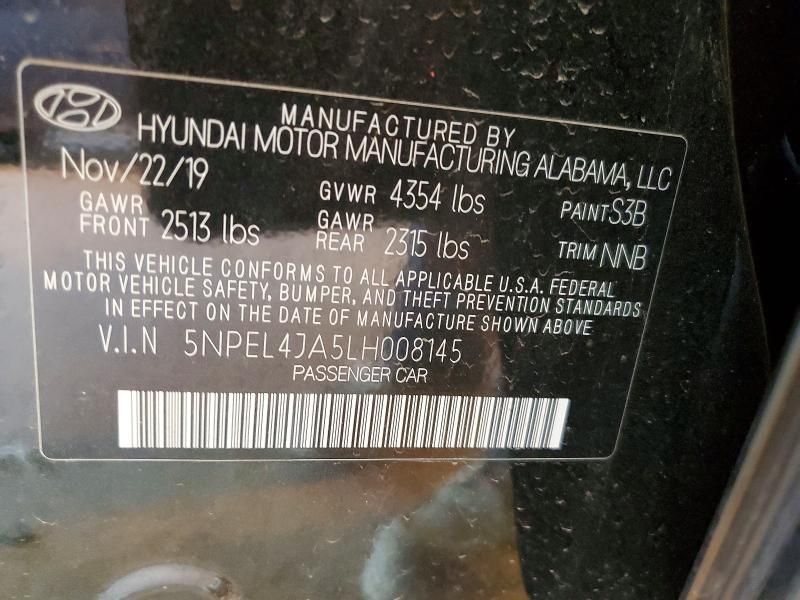 MANUFACTURED BY
HYUNDAI MOTOR MANUFACTURING ALABAMA, LLC
Nov/22/19 GVWR 4354 lbs PAINT S3B
GAWR FRONT 2513 lbs GAWR REAR 2315 lbs TRIM NNB
THIS VEHICLE CONFORMS TO ALL APPLICABLE U.S.A. FEDERAL
MOTOR VEHICLE SAFETY, BUMPER, AND THEFT PREVENTION STANDARDS
IN EFFECT ON THE DATE OF MANUFACTURE SHOWN ABOVE
V.I.N 5NPEL4JA5LH008145
PASSENGER CAR